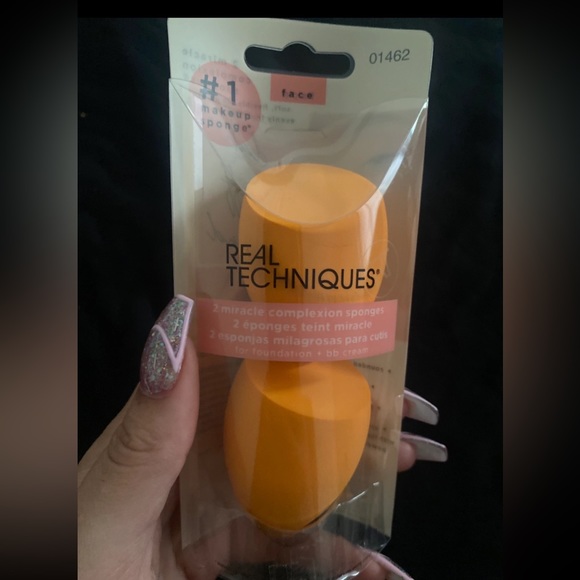 01462
#1
makeup
sponge*
face
REAL
TECHNIQUES®
2 miracle complexion sponges
2 éponges teint miracle
2 esponjas milagrosas para cutis
for foundation + bb cream